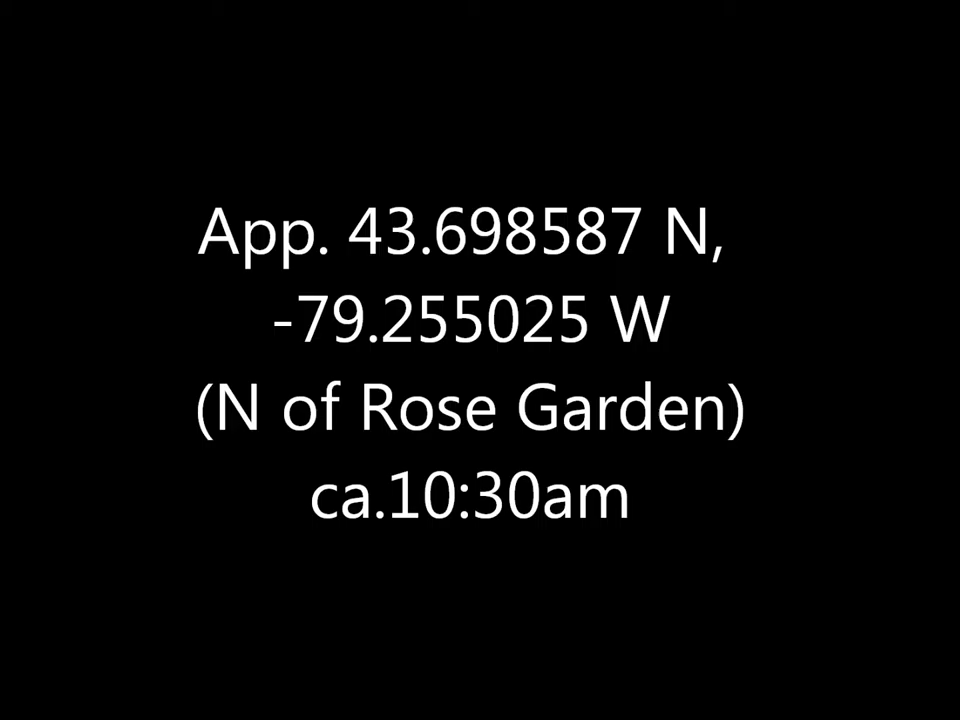 App. 43.698587 N,
-79.255025 W
(N of Rose Garden)
ca.10:30am